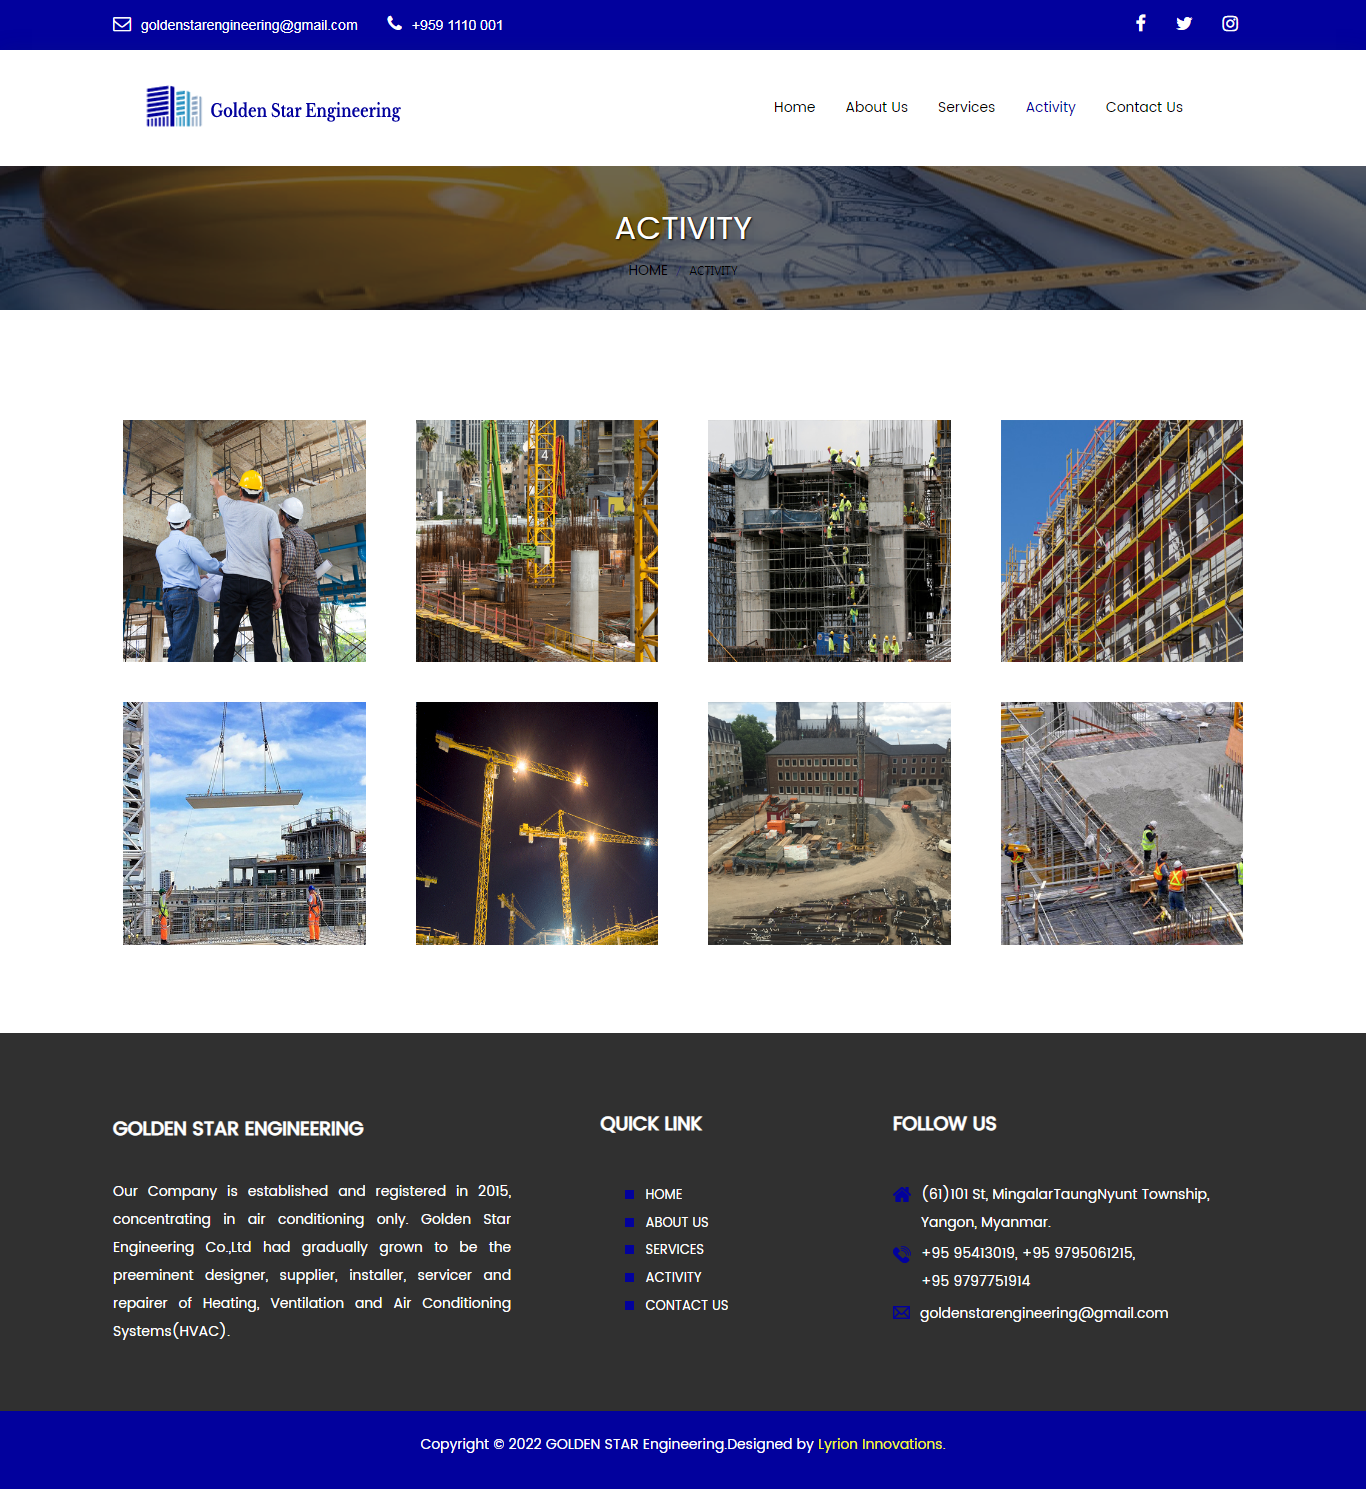 goldenstarengineering@gmail.com +959 1110 001
Golden Star Engineering
Home About Us Services Activity Contact Us
ACTIVITY
HOME ACTIVITY
4
GOLDEN STAR ENGINEERING
Our Company is established and registered in 2015,
concentrating in air conditioning only. Golden Star
Engineering Co.,Ltd had gradually grown to be the
preeminent designer, supplier, installer, servicer and
repairer of Heating, Ventilation and Air Conditioning
Systems(HVAC).
QUICK LINK
HOME
ABOUT US
SERVICES
ACTIVITY
CONTACT US
FOLLOW US
(61)101 St, MingalarTaungNyunt Township,
Yangon, Myanmar.
+95 95413019, +95 9795061215,
+95 9797751914
goldenstarengineering@gmail.com
Copyright © 2022 GOLDEN STAR Engineering.Designed by Lyrion Innovations.